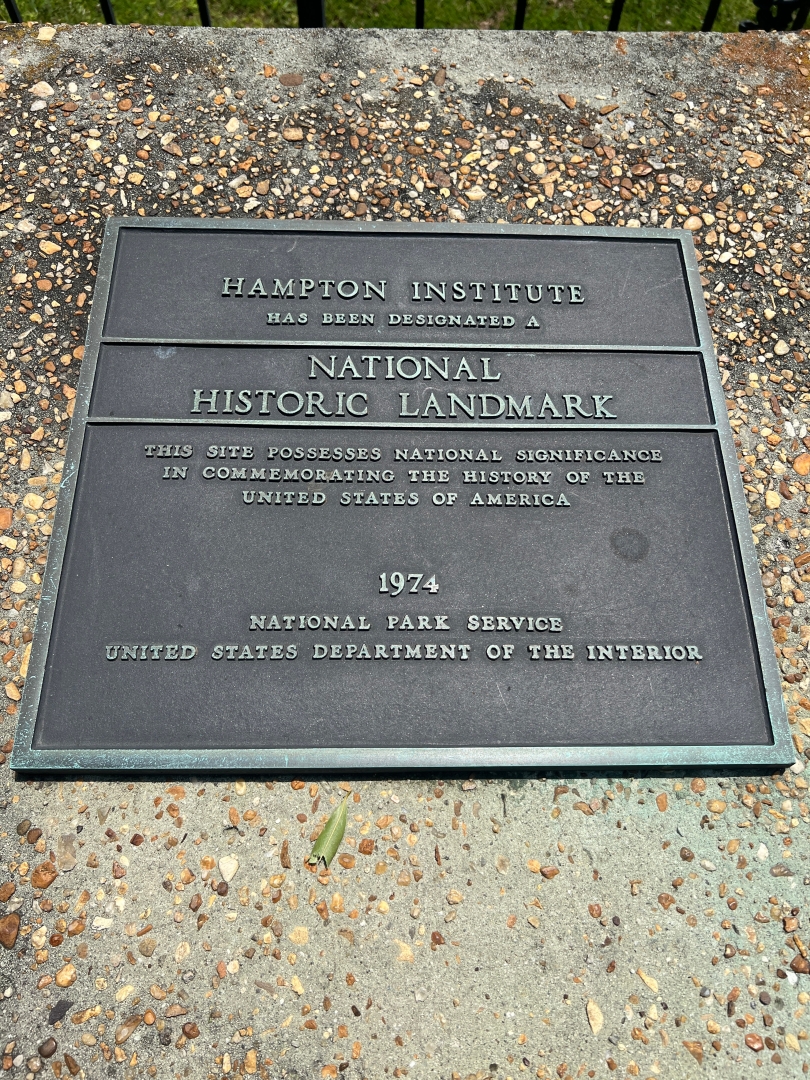 HAMPTON INSTITUTE
HAS BEEN DESIGNATED A
NATIONAL
HISTORIC LANDMARK
THIS SITE POSSESSES NATIONAL SIGNIFICANCE
IN COMMEMORATING THE HISTORY OF THE
UNITED STATES OF AMERICA
1974
NATIONAL PARK SERVICE
UNITED STATES DEPARTMENT OF THE INTERIOR